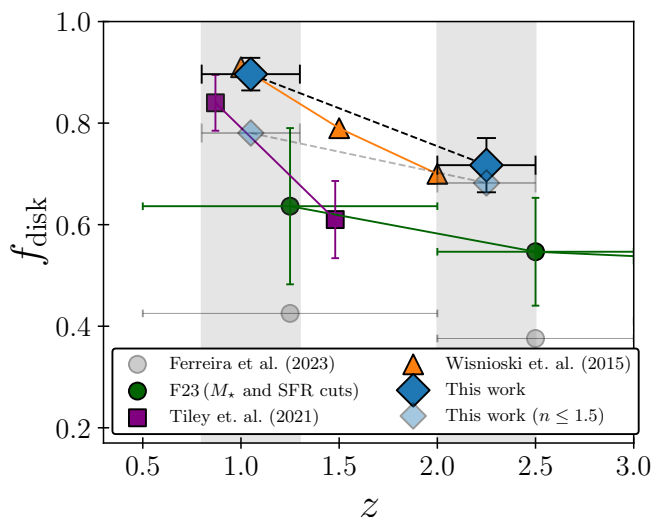 1.0
0.8
0.6
0.4
0.2
f_disk
Ferreira et al. (2023)
F23 (M⋆ and SFR cuts)
Tiley et. al. (2021)
Wisnioski et. al. (2015)
This work
This work (n ≤ 1.5)
0.5 1.0 1.5 2.0 2.5 3.0
z